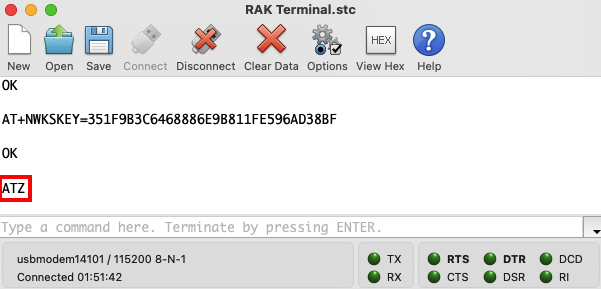 RAK Terminal.stc
New Open Save Connect Disconnect Clear Data Options HEX View Hex Help
OK
AT+NWKSKEY=351F9B3C6468886E9B811FE596AD38BF
OK
ATZ
Type a command here. Terminate by pressing ENTER.
usbmodem14101 / 115200 8-N-1
Connected 01:51:42
TX
RX
RTS DTR DCD
CTS DSR RI